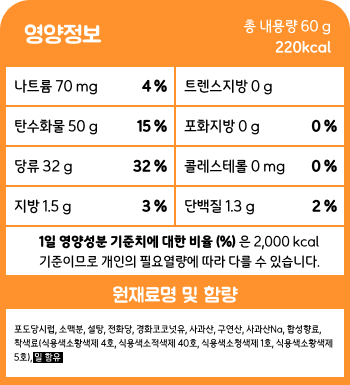 영양정보
총 내용량 60 g
220kcal
나트륨 70 mg 4 % 트렌스지방 0 g
탄수화물 50 g 15 % 포화지방 0 g 0 %
당류 32 g 32 % 콜레스테롤 0 mg 0 %
지방 1.5 g 3 % 단백질 1.3 g 2 %
1일 영양성분 기준치에 대한 비율 (%) 은 2,000 kcal
기준이므로 개인의 필요열량에 따라 다를 수 있습니다.
원재료명 및 함량
포도당시럽, 소맥분, 설탕, 전화당, 경화코코넛유, 사과산, 구연산, 사과산Na, 합성향료,
착색료(식용색소황색제 4호, 식용색소적색제 40호, 식용색소청색제 1호, 식용색소황색제
5호),밀 함유